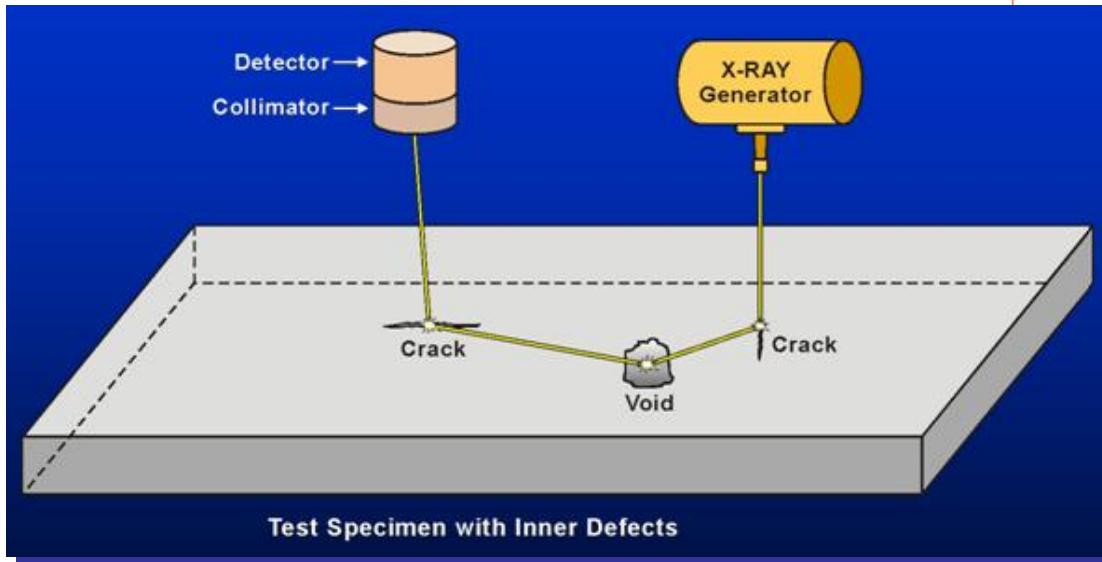 Detector
Collimator
X-RAY
Generator
Crack
Crack
Void
Test Specimen with Inner Defects